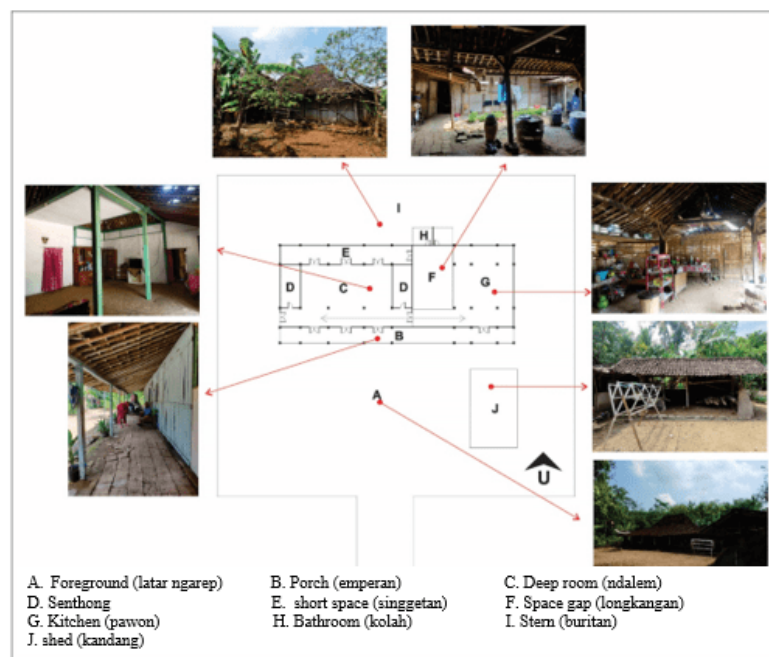 I
H
E
D
C
D
F
G
B
A
J
U
A. Foreground (latar ngarep) B. Porch (emperan) C. Deep room (ndalem)
D. Senthong E. short space (singgetan) F. Space gap (longkangan)
G. Kitchen (pawon) H. Bathroom (kolah) I. Stern (buritan)
J. shed (kandang)